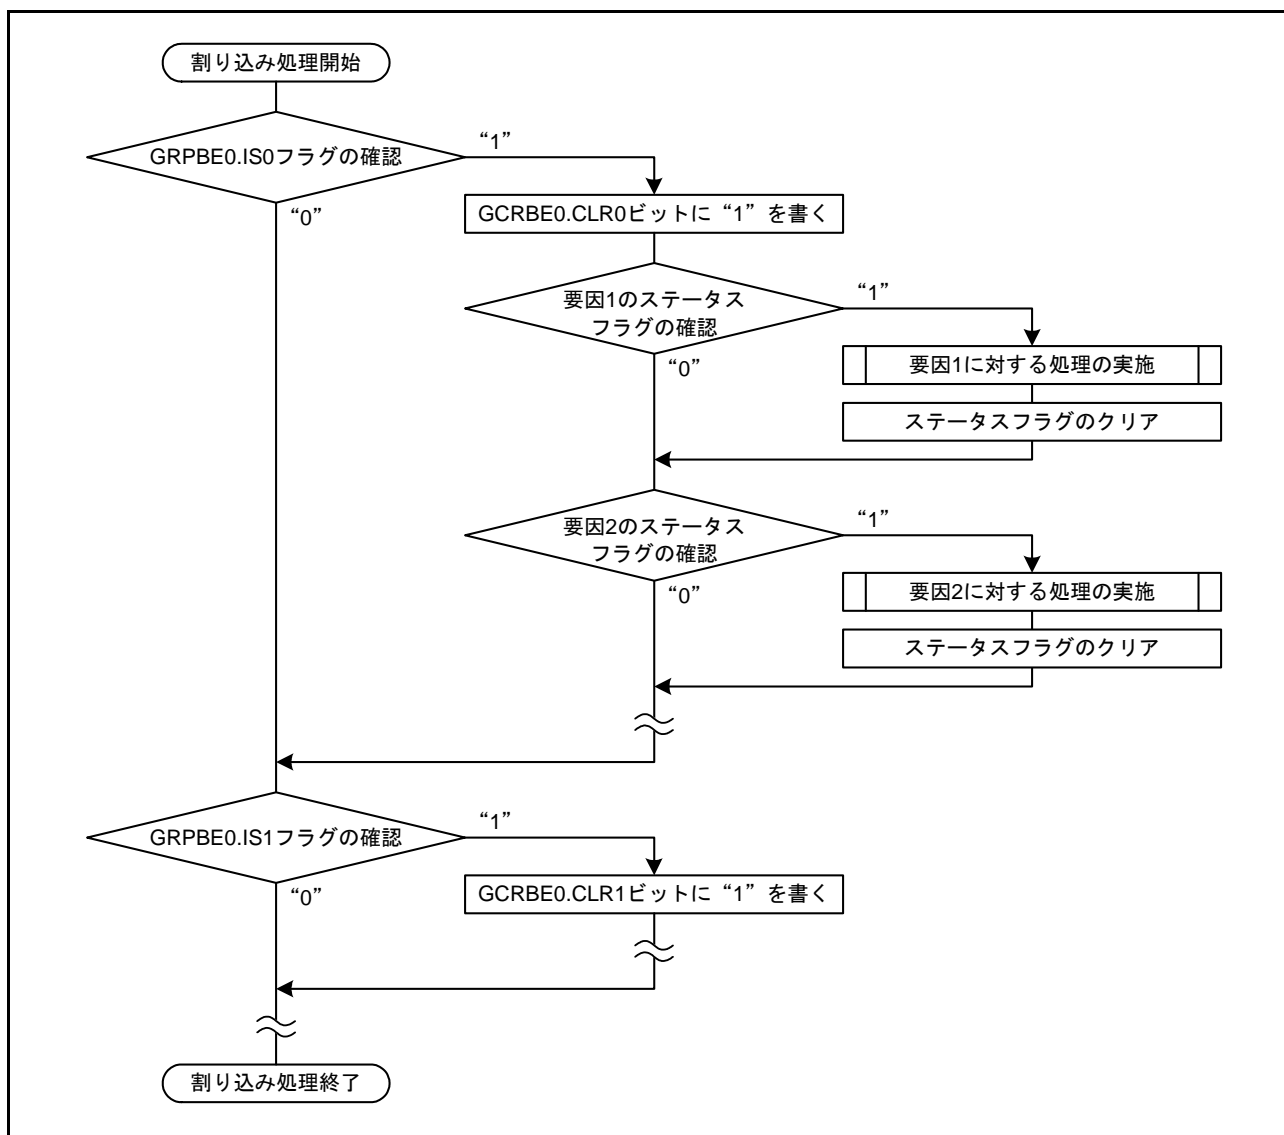 割り込み処理開始
GRPBE0.IS0フラグの確認
“1”
“0”
GCRBE0.CLR0ビットに“1”を書く
要因1のステータス
フラグの確認
“1”
“0”
要因1に対する処理の実施
ステータスフラグのクリア
要因2のステータス
フラグの確認
“1”
“0”
要因2に対する処理の実施
ステータスフラグのクリア
GRPBE0.IS1フラグの確認
“1”
“0”
GCRBE0.CLR1ビットに“1”を書く
割り込み処理終了